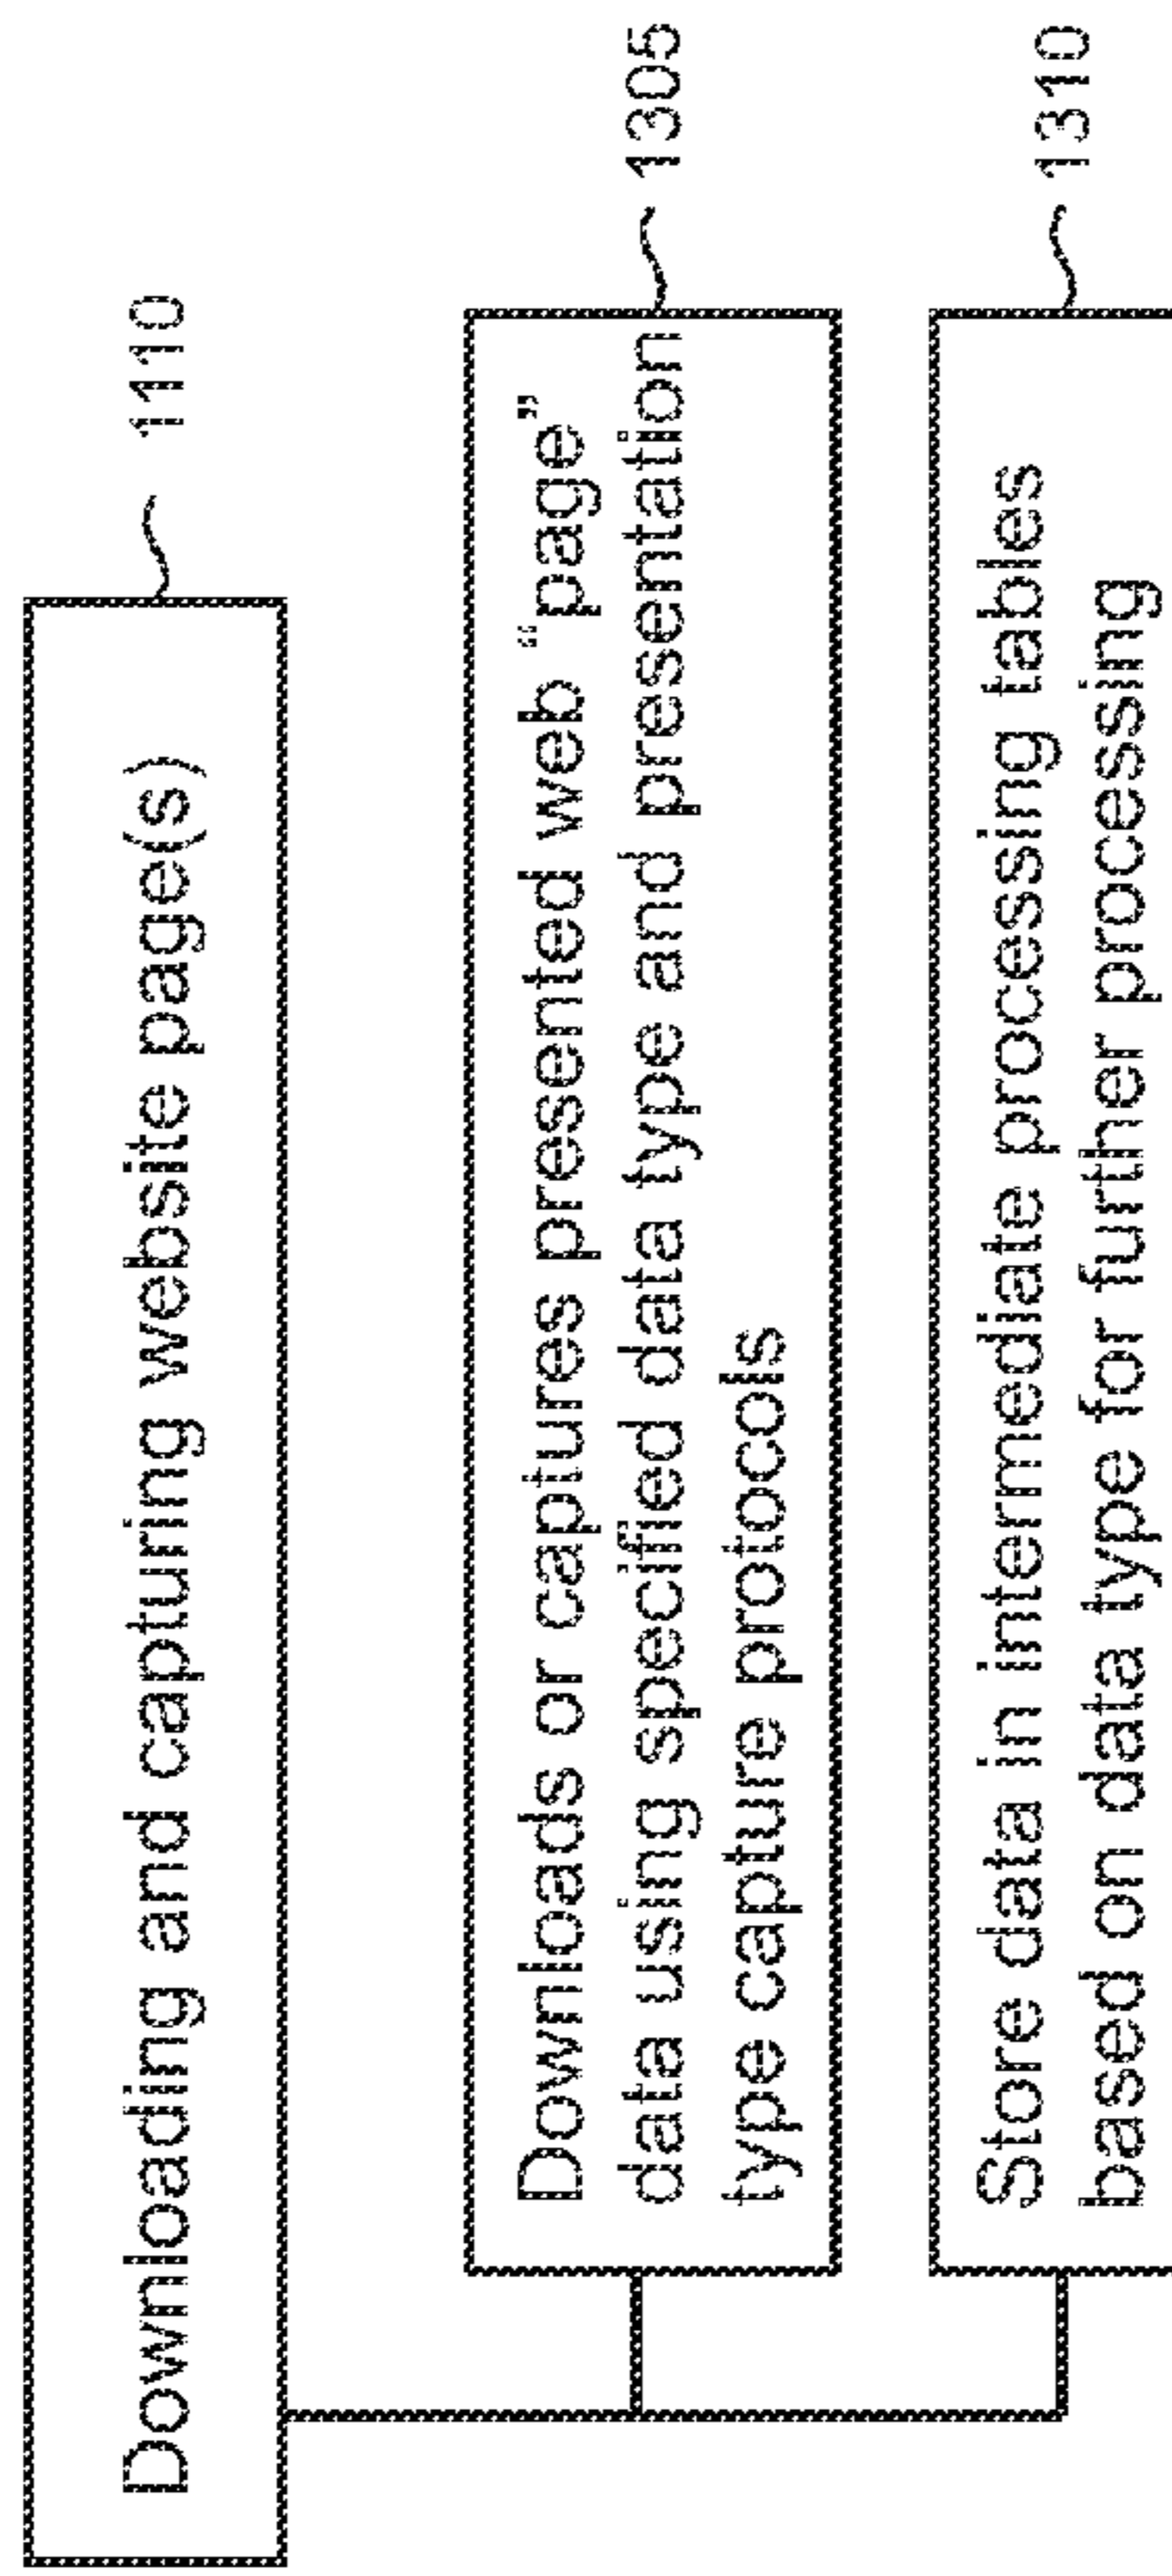 Downloading and capturing website page(s)
1110
Downloads or captures presented web “page”
data using specified data type and presentation
type capture protocols
1305
Store data in intermediate processing tables
based on data type for further processing
1310